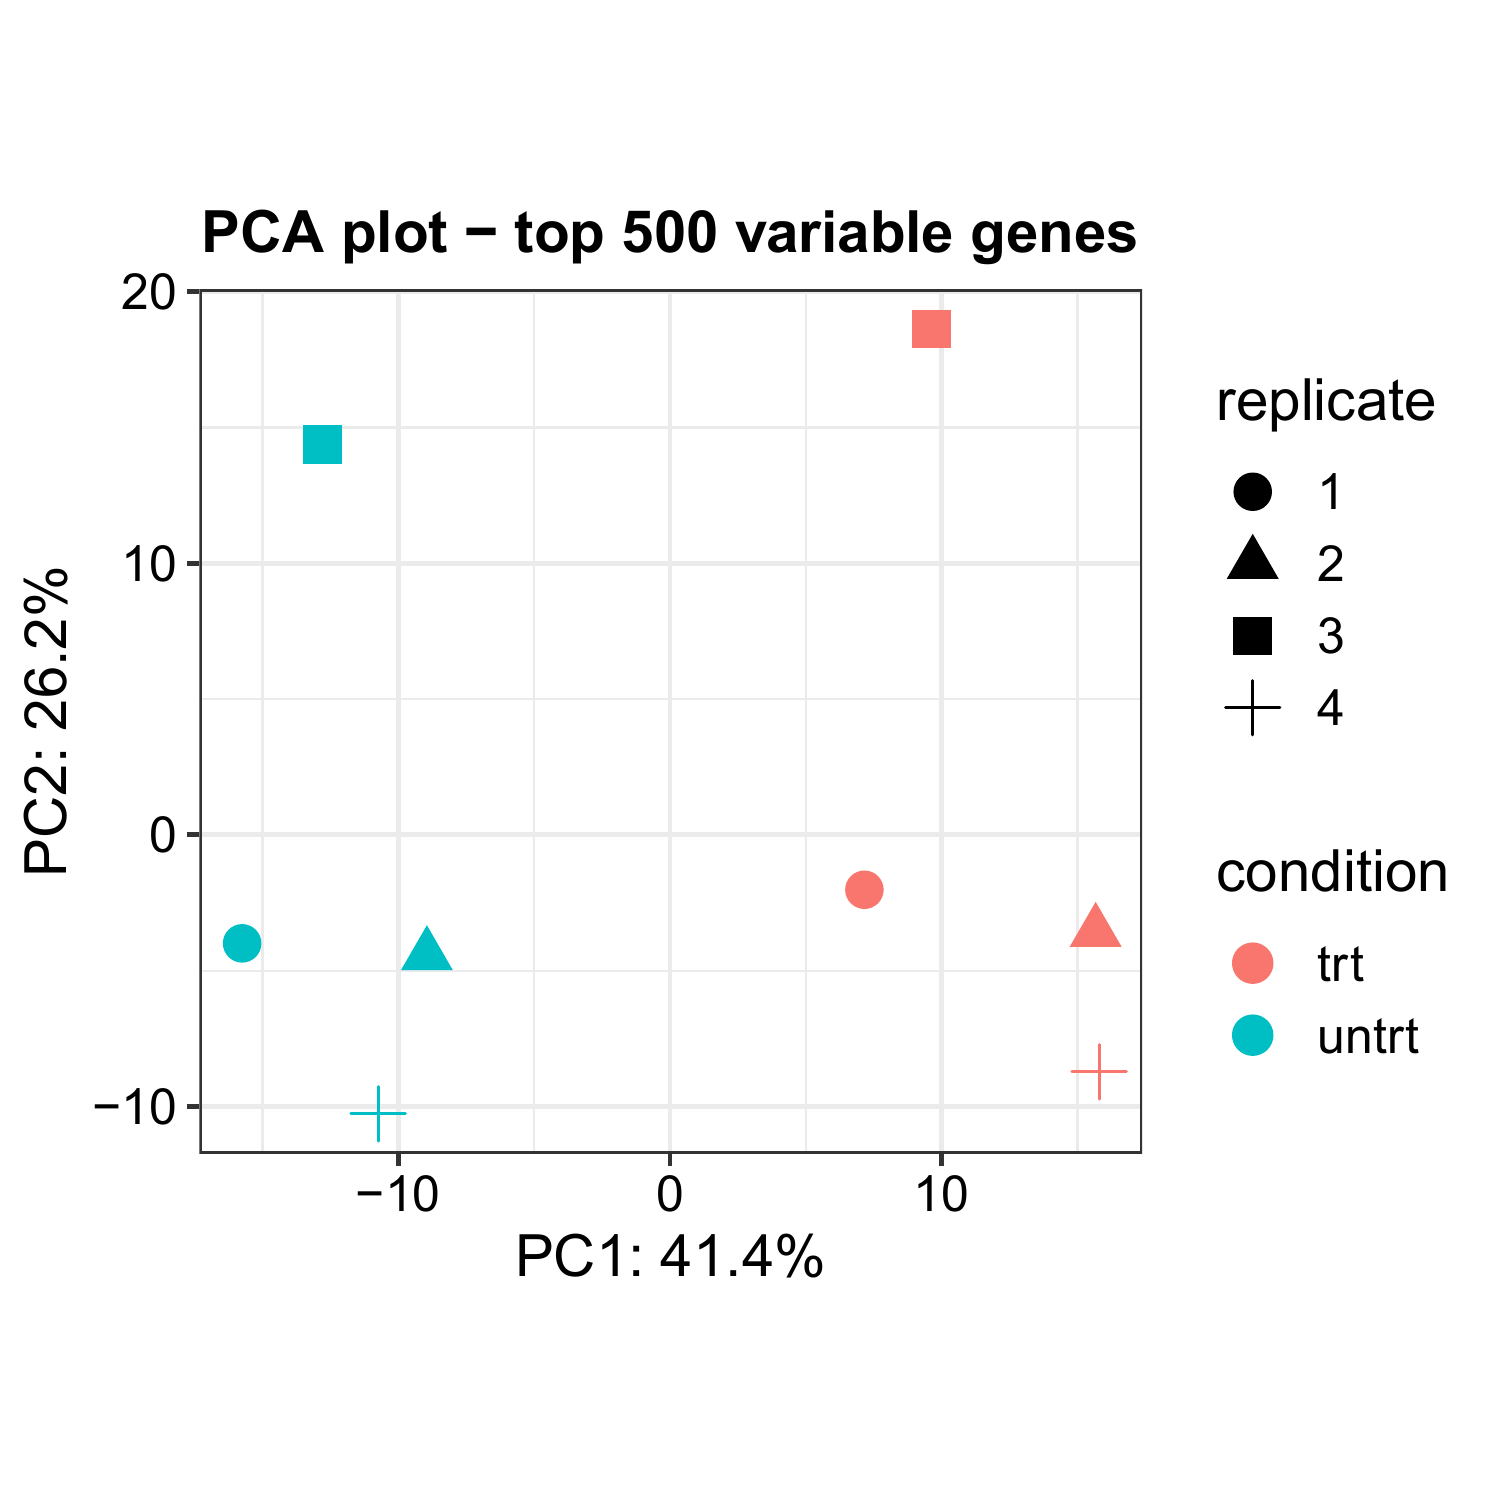 PCA plot − top 500 variable genes
20
10
0
−10
PC2: 26.2%
−10
0
10
PC1: 41.4%
replicate
1
2
3
4
condition
trt
untrt